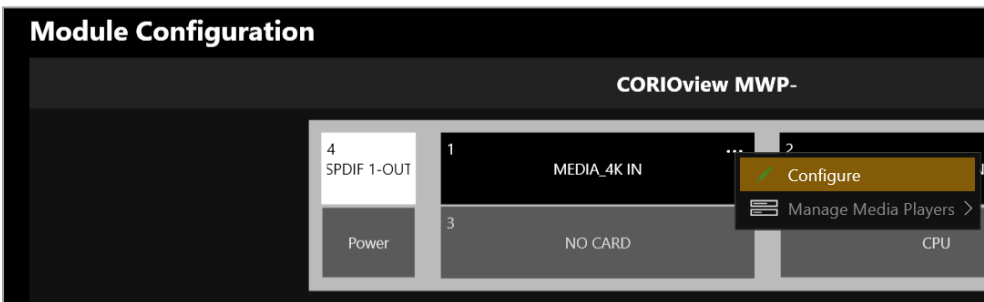 Module Configuration
CORIOview MWP-
4
SPDIF 1-OUT
1
...
MEDIA_4K IN
2
Configure
Manage Media Players >
Power
3
NO CARD
CPU